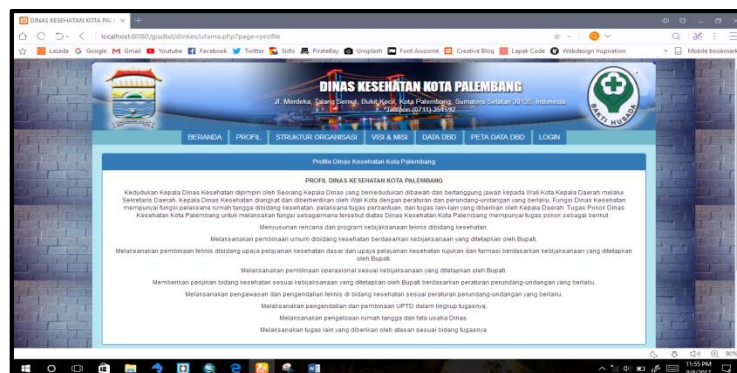 DINAS KESEHATAN KOTA PAL
localhost:8080/gisdbd/dinkes/utama.php?page=profile
Lazada Google Gmail Youtube Facebook Twitter Sisfo PirateBay Unsplash Font Awsome Creative Blog Lapak Code Webdesign Inspiration Mobile bookmark
DINAS KESEHATAN KOTA PALEMBANG
Jl. Merdeka, Talang Semut, Bukit Kecil, Kota Palembang, Sumatera Selatan 30135, Indonesia
Telepon (0711) 354592
BAKTI HUSADA
BERANDA PROFIL STRUKTUR ORGANISASI VISI & MISI DATA DBD PETA DATA DBD LOGIN
Profile Dinas Kesehatan Kota Palembang
PROFIL DINAS KESEHATAN KOTA PALEMBANG
Kedudukan Kepala Dinas Kesehatan dipimpin oleh Seorang Kepala Dinas yang berkedudukan dibawah dan bertanggung jawab kepada Wali Kota Kepala Daerah melalui
Sekretaris Daerah. Kepala Dinas Kesehatan diangkat dan diberhentikan oleh Wali Kota dengan peraturan dan perundang-undangan yang berlaku. Fungsi Dinas Kesehatan
mempunyai fungsi pelaksana rumah tangga dibidang kesehatan, pelaksana tugas perbantuan, dan tugas lain-lain yang diberikan oleh Kepala Daerah. Tugas Pokok Dinas
Kesehatan Kota Palembang untuk melaksakan fungsi sebagaimana tersebut diatas Dinas Kesehatan Kota Palembang mempunyai tugas pokok sebagai berikut :
Menyusunan rencana dan program kebijaksanaan teknis dibidang kesehatan.
Melaksanakan pembinaan umum dibidang kesehatan berdasarkan kebijaksanaan yang ditetapkan oleh Bupati.
Melaksanakan pembinaan teknis dibidang upaya pelayanan kesehatan dasar dan upaya pelayanan kesehatan rujukan dan farmasi berdasarkan kebijaksanaan yang ditetapkan
oleh Bupati.
Melaksanakan pembinaan operasional sesuai kebijaksanaan yang ditetapkan oleh Bupati.
Memberikan perijinan bidang kesehatan sesuai kebijaksanaan yang ditetapkan oleh Bupati berdasarkan peraturan perundang-undangan yang berlaku.
Melaksanakan pengawasan dan pengendalian teknis di bidang kesehatan sesuai peraturan perundang-undangan yang berlaku.
Melaksanakan pengendalian dan pembinaan UPTD dalam lingkup tugasnya;
Melaksanakan pengelolaan rumah tangga dan tata usaha Dinas.
Melaksanakan tugas lain yang diberikan oleh atasan sesuai bidang tugasnya.
90%
11:55 PM
9/8/2017